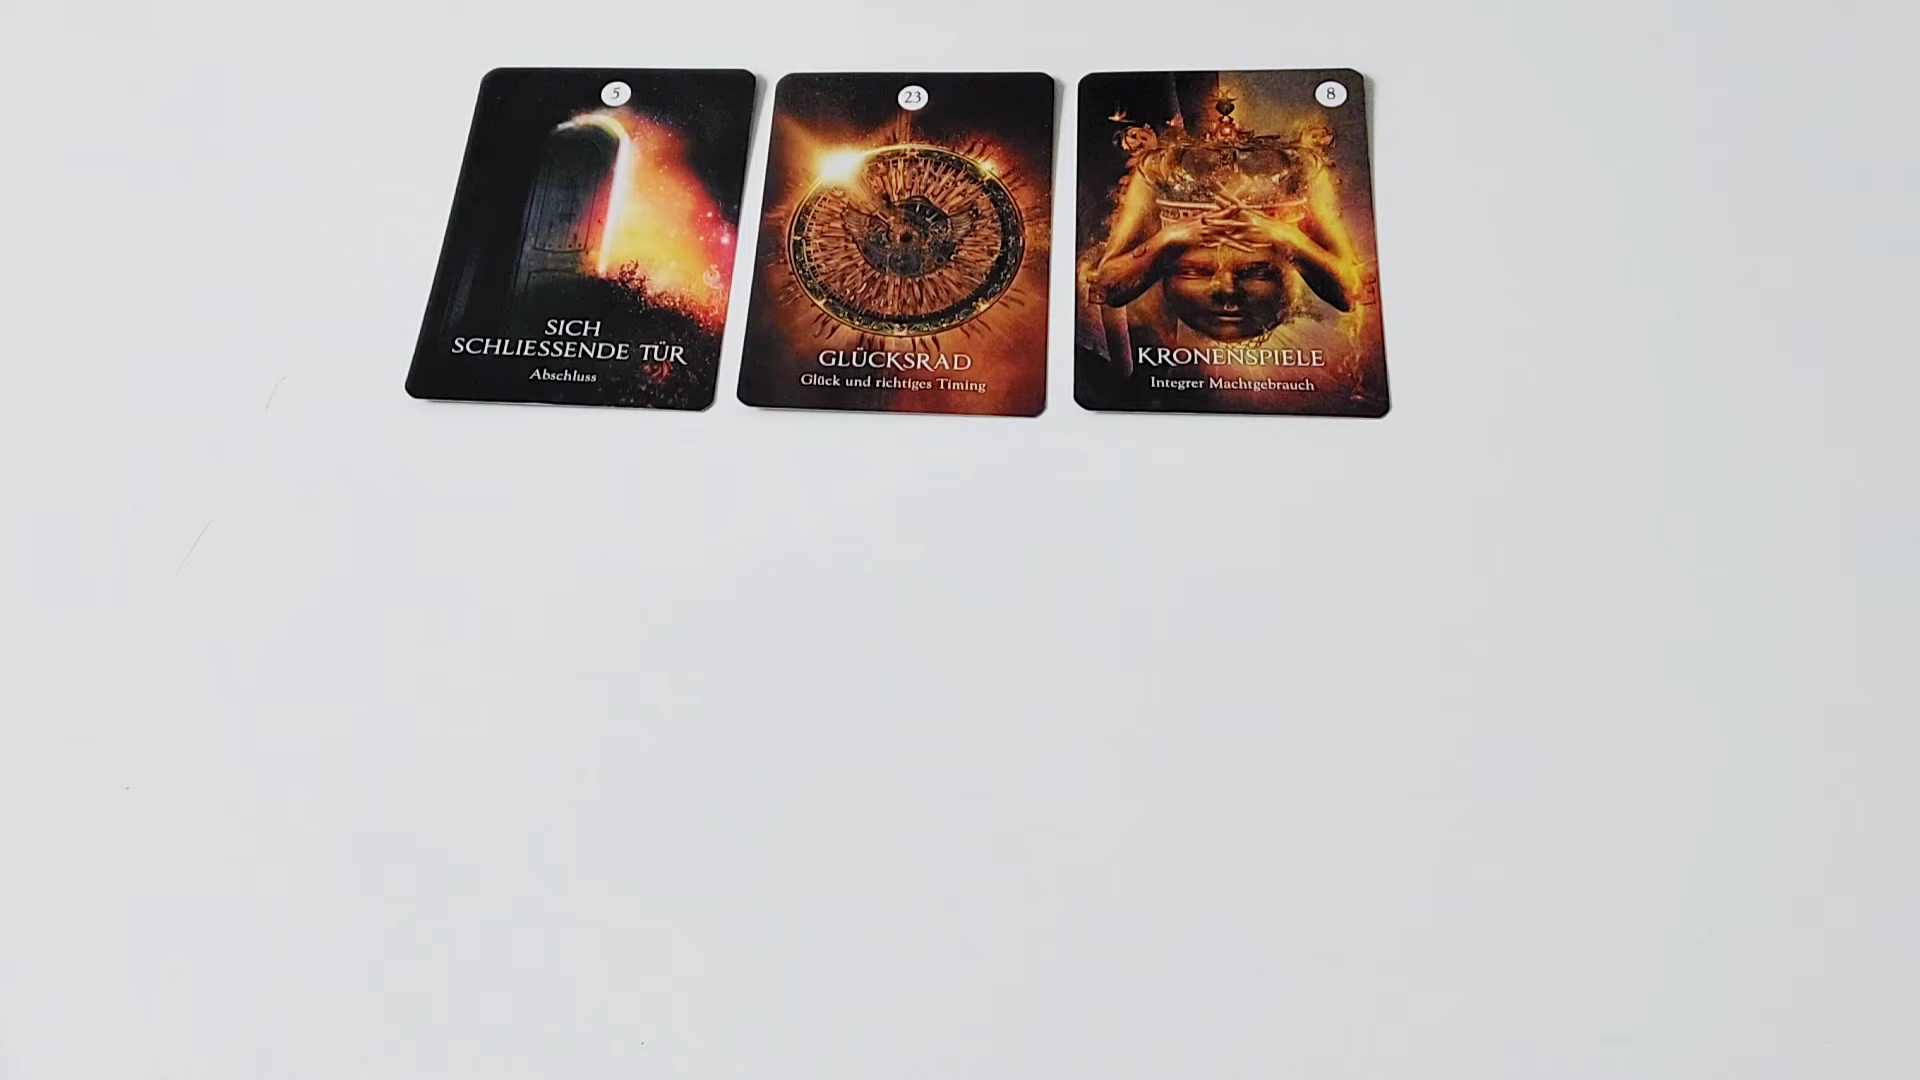 5
SICH
SCHLIESSENDE TÜR
Abschluss
23
GLÜCKSRAD
Glück und richtiges Timing
8
KRONENSPIELE
Integrer Machtgebrauch